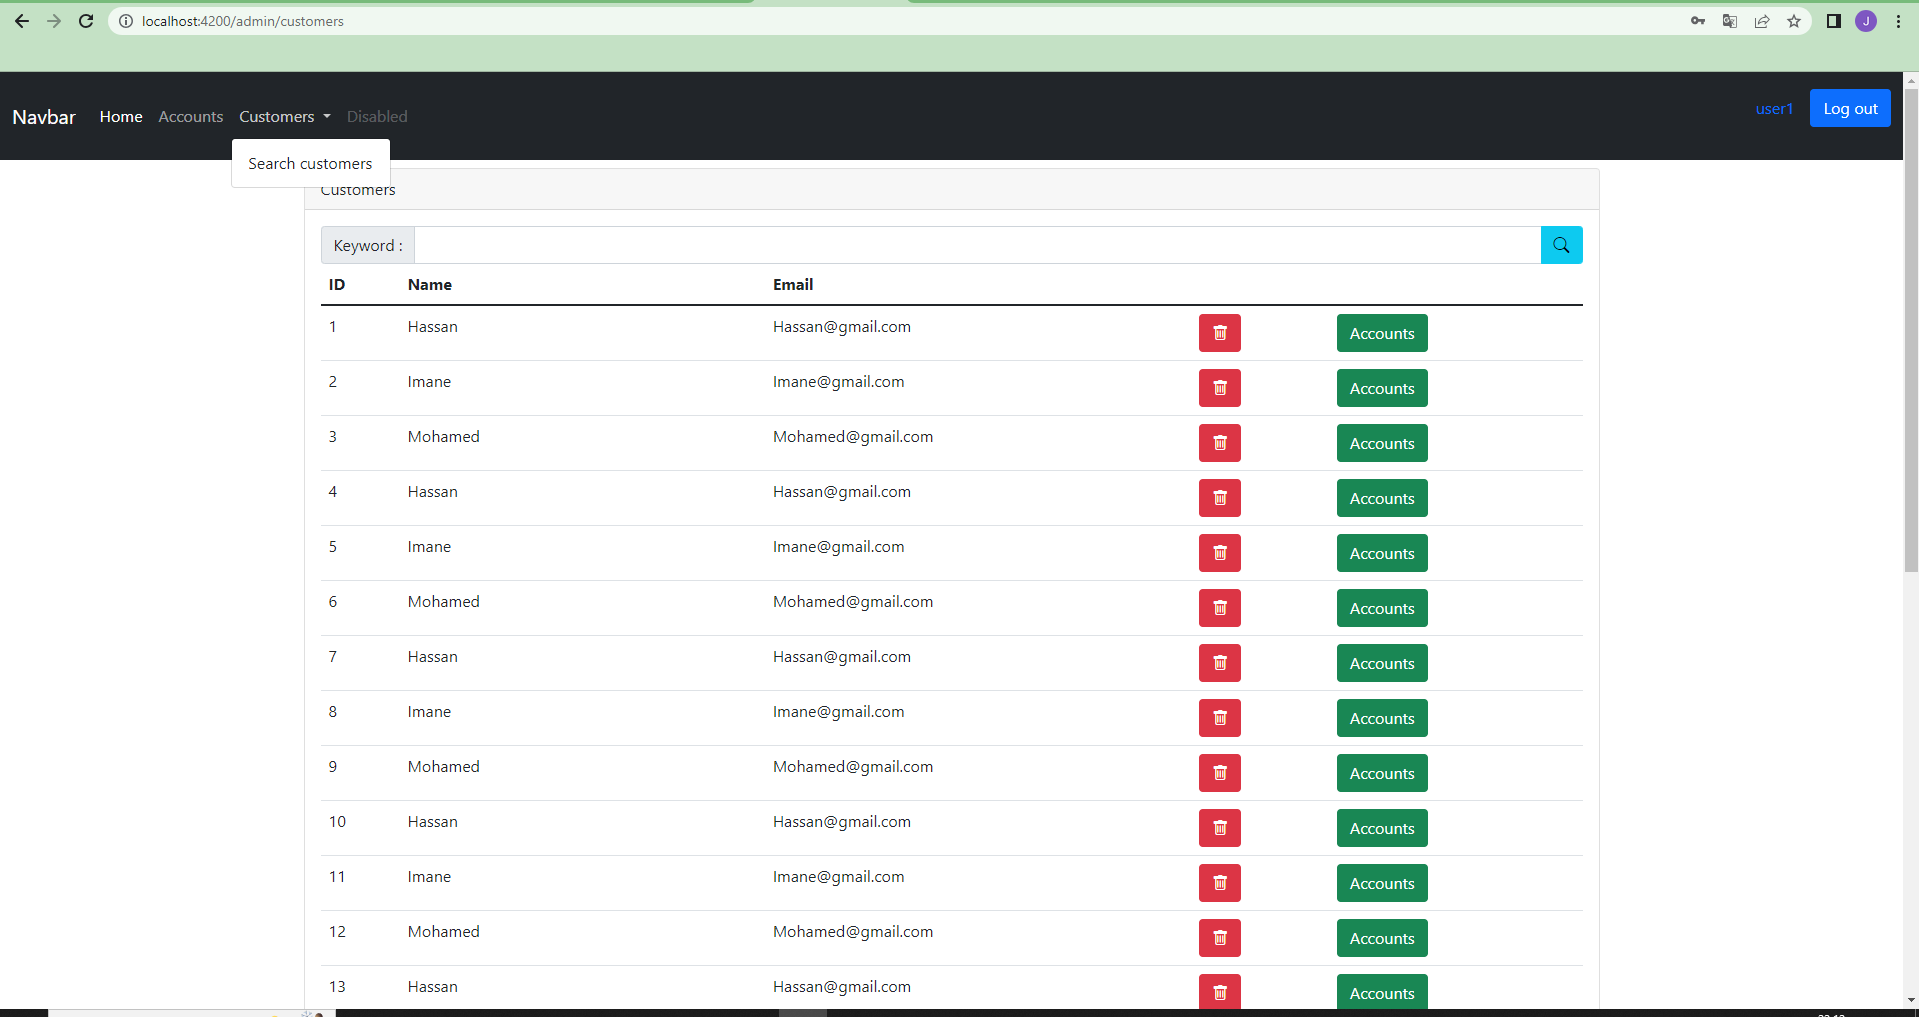 localhost:4200/admin/customers
J
Navbar Home Accounts Customers Disabled user1 Log out
Search customers
Customers
Keyword :
ID Name Email
1 Hassan Hassan@gmail.com Accounts
2 Imane Imane@gmail.com Accounts
3 Mohamed Mohamed@gmail.com Accounts
4 Hassan Hassan@gmail.com Accounts
5 Imane Imane@gmail.com Accounts
6 Mohamed Mohamed@gmail.com Accounts
7 Hassan Hassan@gmail.com Accounts
8 Imane Imane@gmail.com Accounts
9 Mohamed Mohamed@gmail.com Accounts
10 Hassan Hassan@gmail.com Accounts
11 Imane Imane@gmail.com Accounts
12 Mohamed Mohamed@gmail.com Accounts
13 Hassan Hassan@gmail.com Accounts